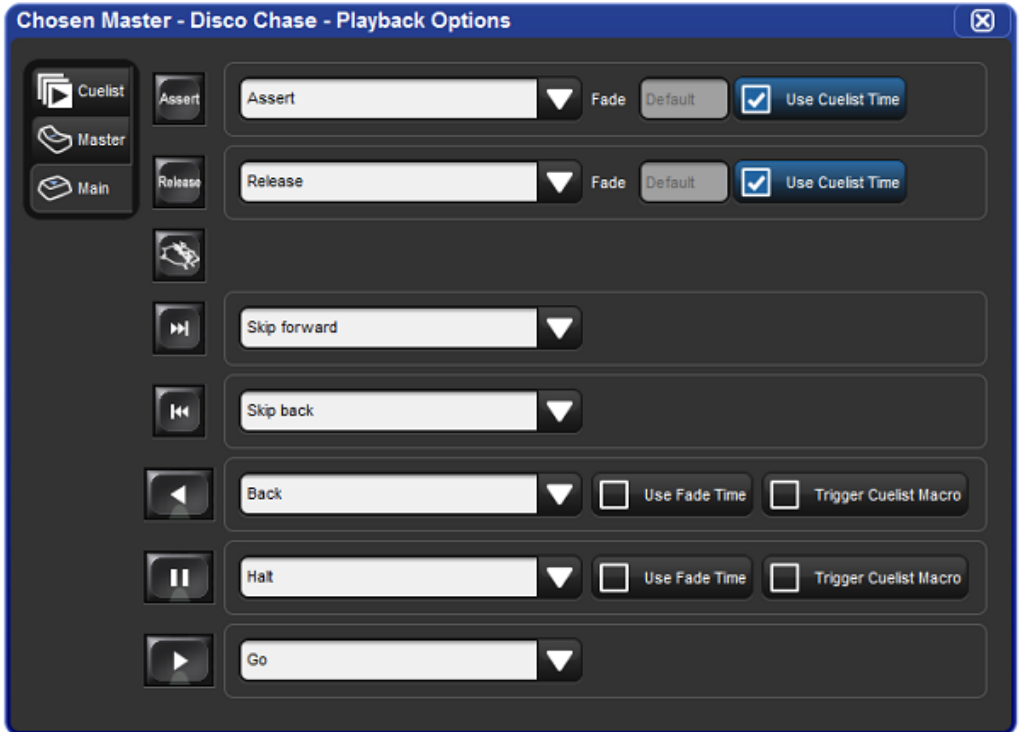 Chosen Master - Disco Chase - Playback Options
Cuelist
Master
Main
Assert
Assert
Fade
Default
Use Cuelist Time
Release
Release
Fade
Default
Use Cuelist Time
Skip forward
Skip back
Back
Use Fade Time
Trigger Cuelist Macro
Halt
Use Fade Time
Trigger Cuelist Macro
Go